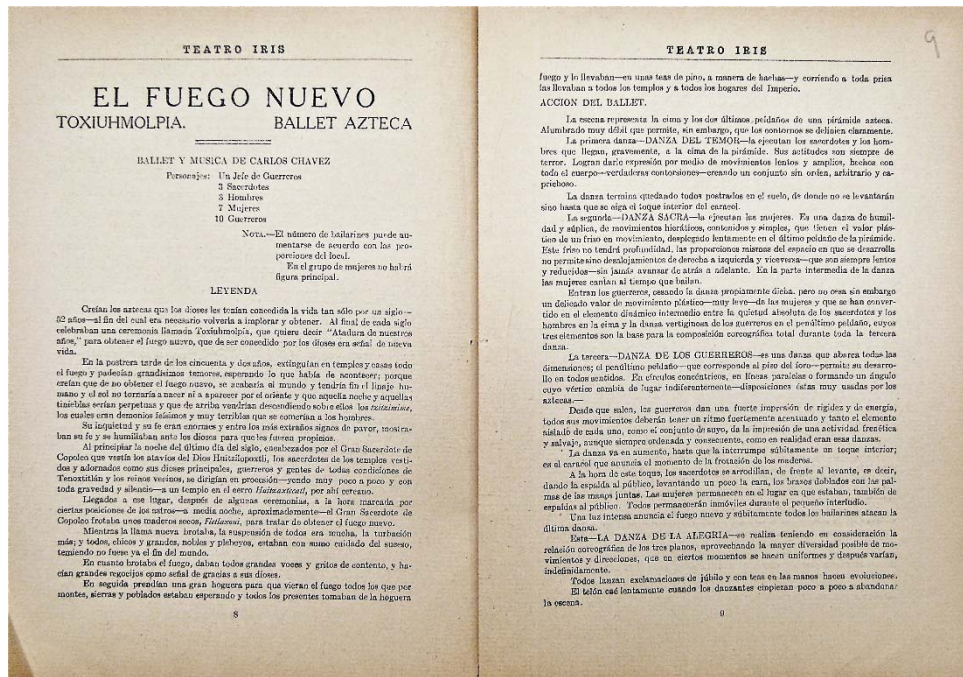 TEATRO IRIS
EL FUEGO NUEVO
TOXIUHMOLPIA. BALLET AZTECA
BALLET Y MUSICA DE CARLOS CHAVEZ
Personajes: Un Jefe de Guerreros
3 Sacerdotes
3 Hombres
7 Mujeres
10 Guerreros
NOTA.—El número de bailarines puede au-
mentarse de acuerdo con las pro-
porciones del local.
En el grupo de mujeres no habrá
figura principal.
LEYENDA
Creían los aztecas que los dioses les tenían concedida la vida tan sólo por un siglo—
52 años—al fin del cual era necesario volverla a implorar y obtener. Al final de cada siglo
celebraban una ceremonia llamada Toxiuhmolpia, que quiere decir "Atadura de nuestros
años," para obtener el fuego nuevo, que de ser concedido por los dioses era señal de nueva
vida.
En la postrera tarde de los cincuenta y dos años, extinguían en templos y casas todo
el fuego y padecían grandísimos temores, esperando lo que había de acontecer; porque
creían que de no obtener el fuego nuevo, se acabaría el mundo y tendría fin el linaje hu-
mano y el sol no tornaría a nacer ni a aparecer por el oriente y que aquella noche y aquellas
tinieblas serían perpetuas y que de arriba vendrían descendiendo sobre ellos los
los cuales eran demonios feísimos y muy terribles que se comerían a los hombres.
Su inquietud y su fe eran enormes y entre los más extraños signos de pavor, mostra-
ban su fe y se humillaban ante los dioses para que les fueran propicios.
Al principiar la noche del último día del siglo, encabezados por el Gran Sacerdote de
Copolco que vestía los atavíos del Dios Huitzilopoxtli, los sacerdotes de los templos vesti-
dos y adornados como sus dioses principales, guerreros y gentes de todas condiciones de
Tenoxtitlán y los reinos vecinos, se dirigían en procesión—yendo muy poco a poco y con
toda gravedad y silencio—a un templo en el cerro Huitzaxtecatl, por ahí cercano.
Llegados a ese lugar, después de algunas ceremonias, a la hora marcada por
ciertas posiciones de los astros—a media noche, aproximadamente—el Gran Sacerdote de
Copolco frotaba unos maderos secos, para tratar de obtener el fuego nuevo.
Mientras la llama nueva brotaba, la suspensión de todos era mucha, la turbación
más; y todos, chicos y grandes, nobles y plebeyos, estaban con sumo cuidado del suceso,
temiendo no fuese ya el fin del mundo.
En cuanto brotaba el fuego, daban todos grandes voces y gritos de contento, y ha-
cían grandes regocijos como señal de gracias a sus dioses.
En seguida prendían una gran hoguera para que vieran el fuego todos los que por
montes, sierras y poblados estaban esperando y todos los presentes tomaban de la hoguera
8
9
TEATRO IRIS
fuego y lo llevaban—en unas teas de pino, a manera de hachas—y corriendo a toda prisa
las llevaban a todos los templos y a todos los hogares del Imperio.
ACCION DEL BALLET.
La escena representa la cima y los dos últimos peldaños de una pirámide azteca.
Alumbrado muy débil que permite, sin embargo, que los contornos se definan claramente.
La primera danza—DANZA DEL TEMOR—la ejecutan los sacerdotes y los hom-
bres que llegan, gravemente, a la cima de la pirámide. Sus actitudes son siempre de
terror. Logran darle expresión por medio de movimientos lentos y amplios, hechos con
todo el cuerpo—verdaderas contorsiones—creando un conjunto sin orden, arbitrario y ca-
prichoso.
La danza termina quedando todos postrados en el suelo, de donde no se levantarán
sino hasta que se oiga el toque interior del caracol.
La segunda—DANZA SACRA—la ejecutan las mujeres. Es una danza de humil-
dad y súplica, de movimientos hieráticos, contenidos y simples, que tienen el valor plás-
tico de un friso en movimiento, desplegado lentamente en el último peldaño de la pirámide.
Este friso no tendrá profundidad, las proporciones mismas del espacio en que se desarrolla
no permite sino desalojamientos de derecha a izquierda y viceversa—que son siempre lentos
y reducidos—sin jamás avanzar de atrás a adelante. En la parte intermedia de la danza
las mujeres cantan al tiempo que bailan.
Entran los guerreros, cesando la danza propiamente dicha, pero no cesa sin embargo
un delicado valor de movimiento plástico—muy leve—de las mujeres y que se han conver-
tido en el elemento dinámico intermedio entre la quietud absoluta de los sacerdotes y los
hombres en la cima y la danza vertiginosa de los guerreros en el penúltimo peldaño, cuyos
tres elementos son la base para la composición coreográfica total durante toda la tercera
danza.
La tercera—DANZA DE LOS GUERREROS—es una danza que abarca todas las
dimensiones; el penúltimo peldaño—que corresponde al piso del foro—permite su desarro-
llo en todos sentidos. En círculos concéntricos, en líneas paralelas o formando un ángulo
cuyo vértice cambia de lugar indiferentemente—disposiciones éstas muy usadas por los
aztecas.—
Desde que salen, los guerreros dan una fuerte impresión de rigidez y de energía,
todos sus movimientos deberán tener un ritmo fuertemente acentuado y tanto el elemento
aislado de cada uno, como el conjunto de suyo, da la impresión de una actividad frenética
y salvaje, aunque siempre ordenada y consecuente, como en realidad eran esas danzas.
La danza va en aumento, hasta que la interrumpe súbitamente un toque interior;
es el caracol que anuncia el momento de la frotación de los maderos.
A la hora de este toque, los sacerdotes se arrodillan, de frente al levante, es decir,
dando la espalda al público, levantando un poco la cara, los brazos doblados con las pal-
mas de las manos juntas. Las mujeres permanecen en el lugar en que estaban, también de
espaldas al público. Todos permanecerán inmóviles durante el pequeño interludio.
Una luz intensa anuncia el fuego nuevo y súbitamente todos los bailarines atacan la
última danza.
Esta—LA DANZA DE LA ALEGRIA—se realiza teniendo en consideración la
relación coreográfica de los tres planos, aprovechando la mayor diversidad posible de mo-
vimientos y direcciones, que en ciertos momentos se hacen uniformes y después varían,
indefinidamente.
Todos lanzan exclamaciones de júbilo y con teas en las manos hacen evoluciones.
El telón cae lentamente cuando los danzantes empiezan poco a poco a abandonar
la escena.
9